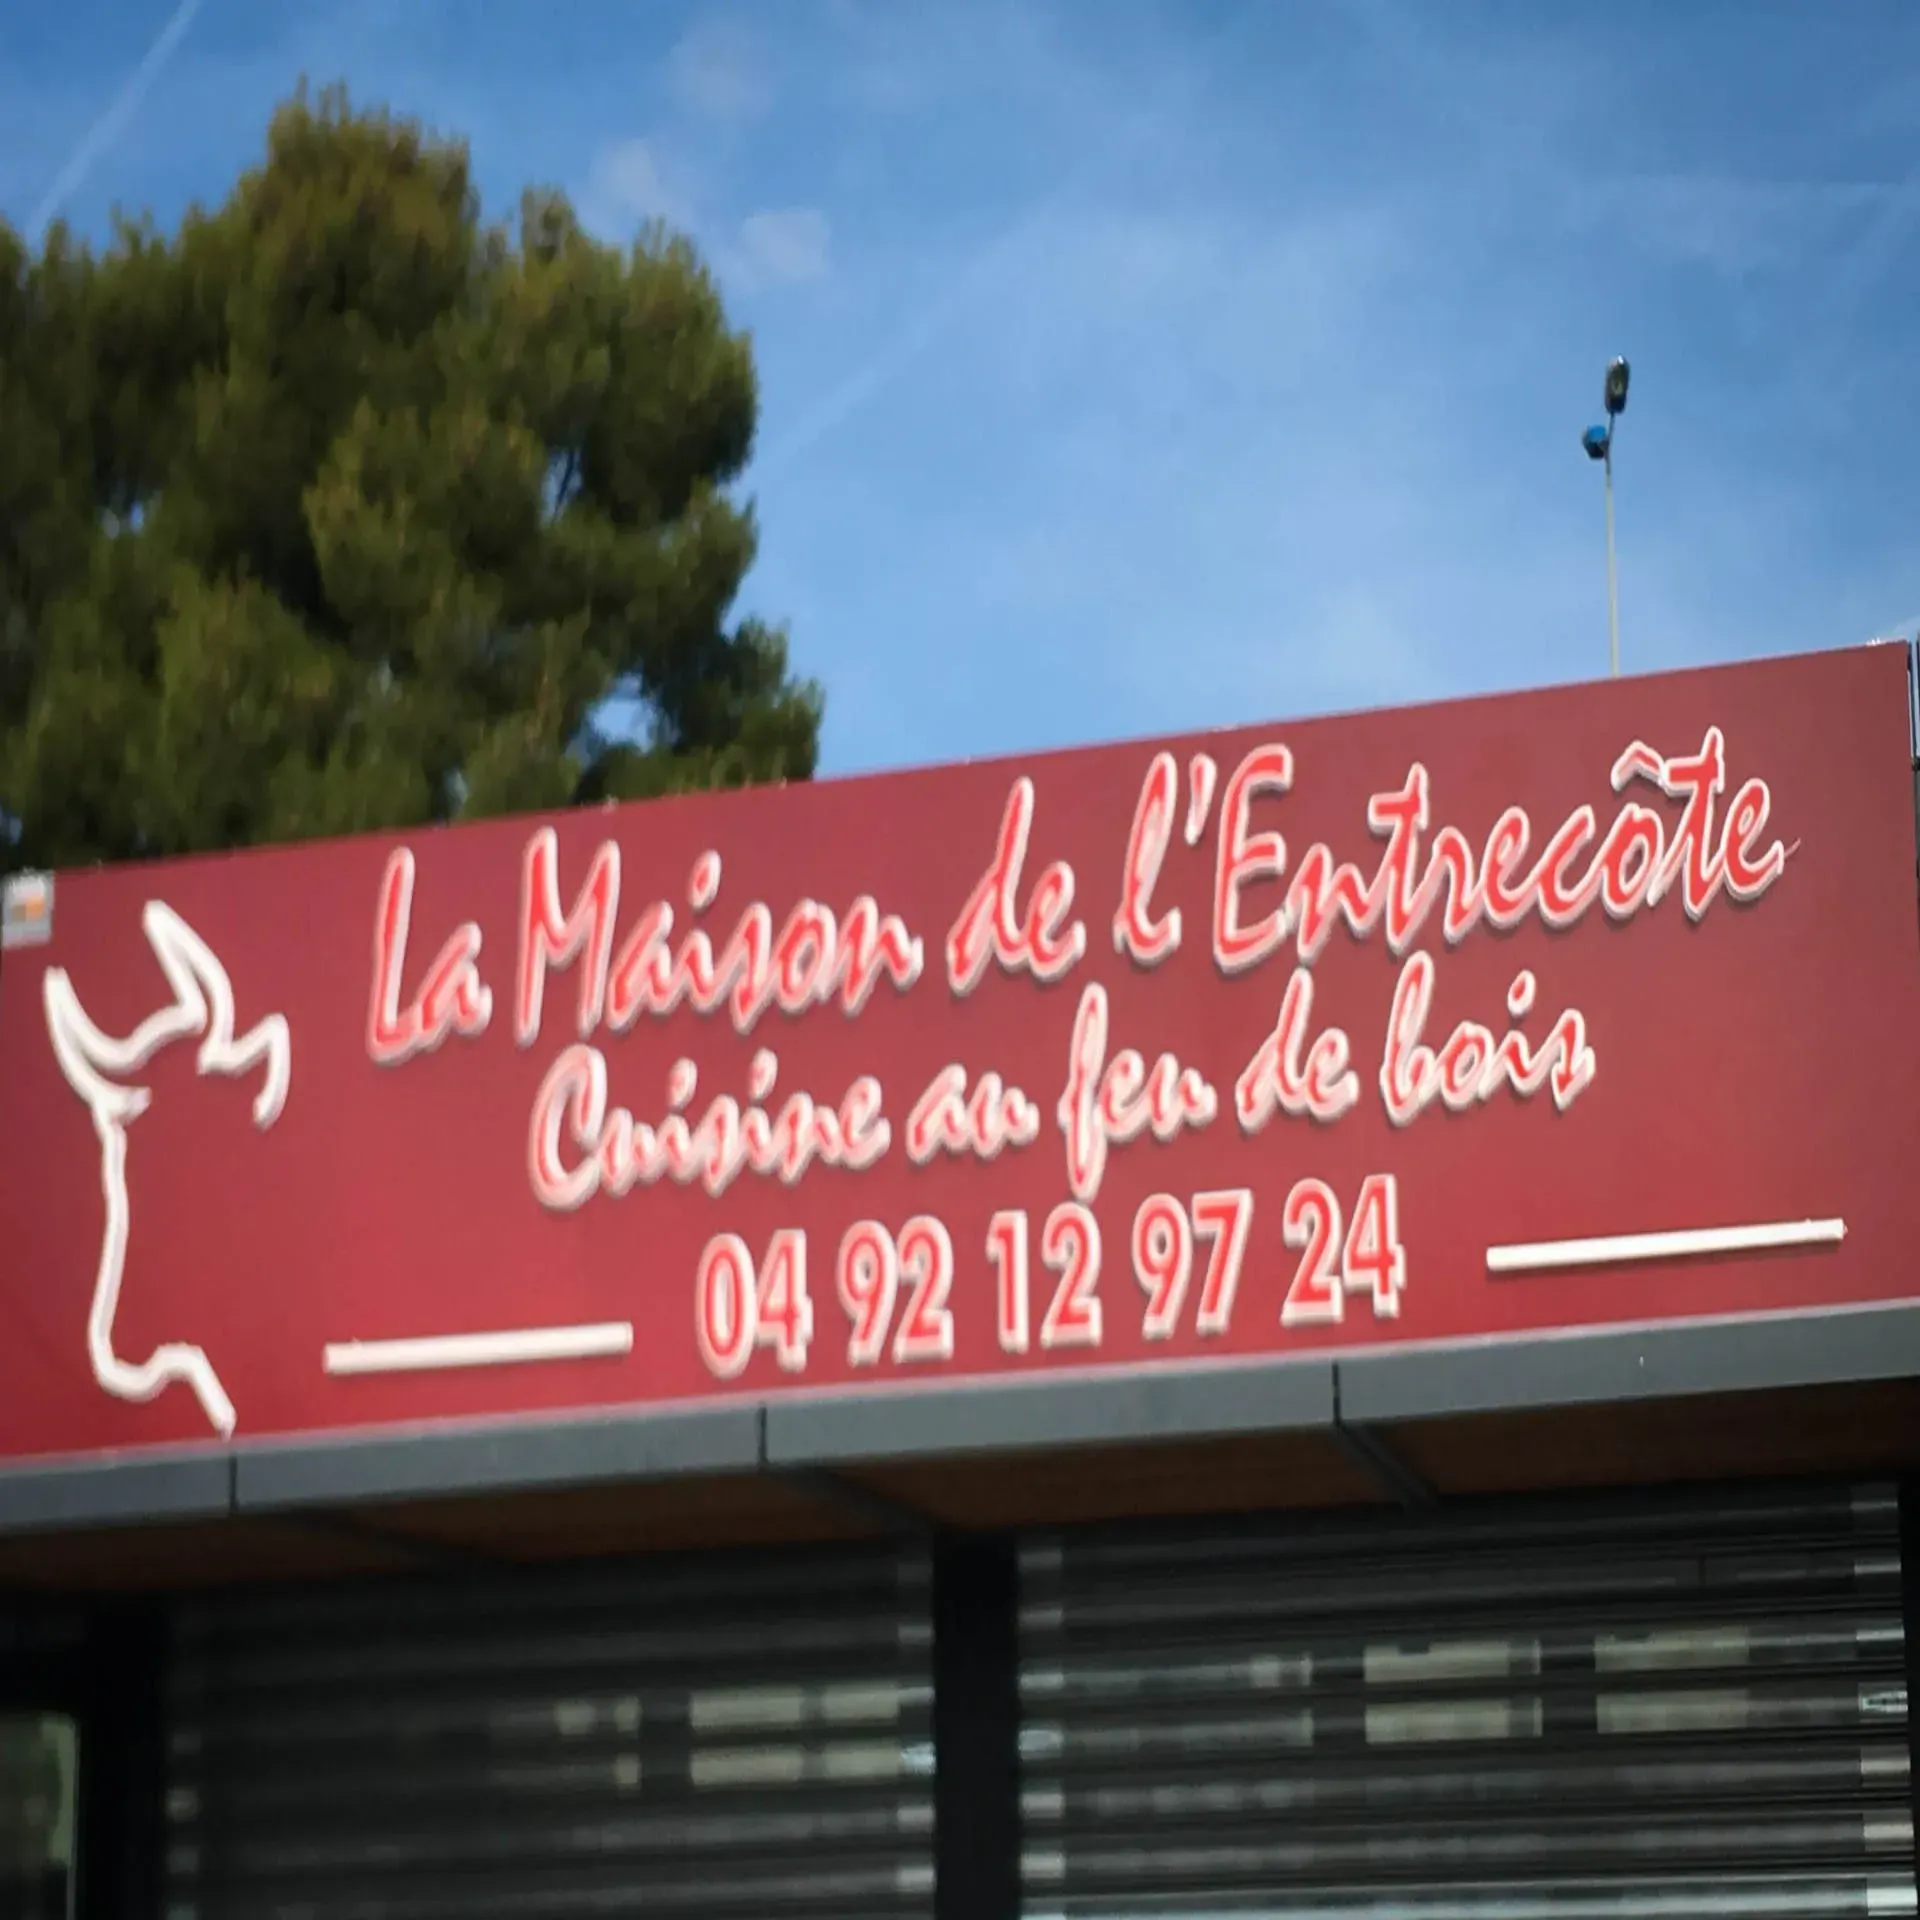 La Maison de l'Entrecôte
Cuisine au feu de bois
04 92 12 97 24